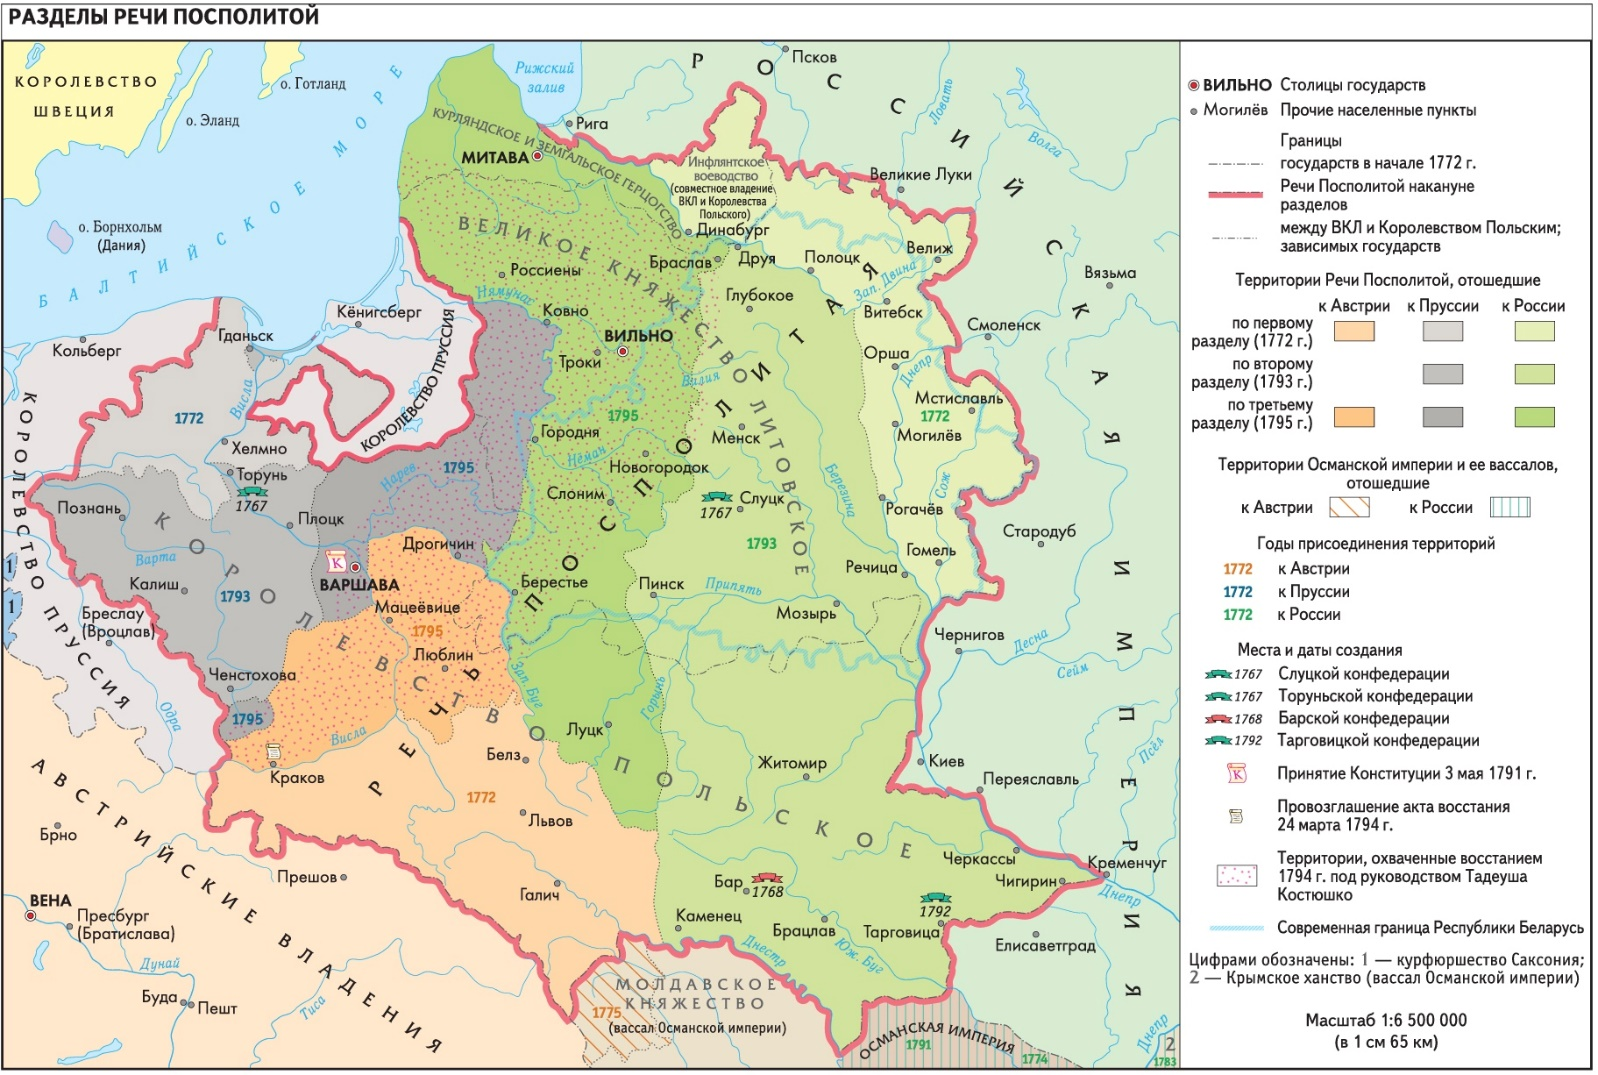 РАЗДЕЛЫ РЕЧИ ПОСПОЛИТОЙ
КОРОЛЕВСТВО
ШВЕЦИЯ
о. Готланд
о. Эланд
о. Борнхольм
(Дания)
БАЛТИЙСКОЕ МОРЕ
Рижский
залив
Рига
Псков
РОССИЙСКАЯ ИМПЕРИЯ
Ловать
Волга
КУРЛЯНДСКОЕ И ЗЕМГАЛЬСКОЕ ГЕРЦОГСТВО
МИТАВА
Инфлянтское
воеводство
(совместное владение
ВКЛ и Королевства
Польского)
Великие Луки
Динабург
ВЕЛИКОЕ КНЯЖЕСТВО ЛИТОВСКОЕ
Россиены
Браслав
Друя
Полоцк
Велиж
Зап. Двина
Вязьма
Нямунас
Ковно
Глубокое
Витебск
Смоленск
Кёнигсберг
Гданьск
Кольберг
КОРОЛЕВСТВО ПРУССИЯ
ВИЛЬНО
Троки
Вилия
Орша
Днепр
Висла
1772
1795
Мстиславль
1772
Могилёв
Городня
Менск
Хелмно
Торунь
1767
1795
Нарев
Нёман
Новогородок
Березина
Сож
КОРОЛЕВСТВО ПРУССИЯ
Познань
Плоцк
Слоним
1767
Слуцк
Рогачёв
Стародуб
Варта
Дрогичин
1793
Гомель
Речица
1
ВАРШАВА
К
Калиш
1793
Берестье
Пинск
Припять
Мозырь
1
Бреслау
(Вроцлав)
Мацеёвице
1795
Люблин
Чернигов
Десна
Сейм
КОРОЛЕВСТВО ПОЛЬСКОЕ
РЕЧЬ ПОСПОЛИТАЯ
Ченстохова
Одра
1795
Зап. Буг
Горынь
Луцк
Висла
Краков
Белз
Житомир
Киев
Переяславль
Псёл
1772
Львов
АВСТРИЙСКИЕ ВЛАДЕНИЯ
Брно
Прешов
Галич
Бар
1768
Черкассы
Чигирин
Кременчуг
Днепр
1792
ВЕНА
Пресбург
(Братислава)
Каменец
Брацлав
Тарговица
Елисаветград
Днестр
Юж. Буг
Дунай
Буда
Пешт
Тиса
МОЛДАВСКОЕ
КНЯЖЕСТВО
1775
(вассал Османской империи)
ОСМАНСКАЯ ИМПЕРИЯ
1791
1774
Днепр
2
1783
ВИЛЬНО Столицы государств
Могилёв Прочие населенные пункты
Границы
государств в начале 1772 г.
Речи Посполитой накануне
разделов
между ВКЛ и Королевством Польским;
зависимых государств
Территории Речи Посполитой, отошедшие
к Австрии к Пруссии к России
по первому
разделу (1772 г.)
по второму
разделу (1793 г.)
по третьему
разделу (1795 г.)
Территории Османской империи и ее вассалов,
отошедшие
к Австрии к России
Годы присоединения территорий
1772 к Австрии
1772 к Пруссии
1772 к России
Места и даты создания
1767 Слуцкой конфедерации
1767 Торуньской конфедерации
1768 Барской конфедерации
1792 Тарговицкой конфедерации
К Принятие Конституции 3 мая 1791 г.
Провозглашение акта восстания
24 марта 1794 г.
Территории, охваченные восстанием
1794 г. под руководством Тадеуша
Костюшко
Современная граница Республики Беларусь
Цифрами обозначены: 1 — курфюршество Саксония;
2 — Крымское ханство (вассал Османской империи)
Масштаб 1:6 500 000
(в 1 см 65 км)